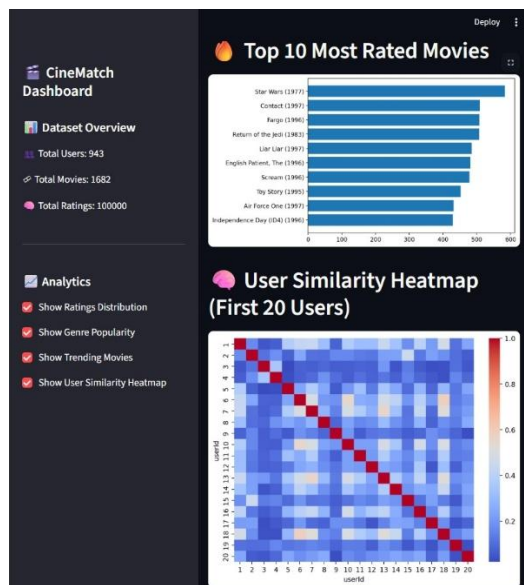 Deploy
CineMatch
Dashboard
Dataset Overview
Total Users: 943
Total Movies: 1682
Total Ratings: 100000
Analytics
Show Ratings Distribution
Show Genre Popularity
Show Trending Movies
Show User Similarity Heatmap
Top 10 Most Rated Movies
Star Wars (1977)
Contact (1997)
Fargo (1996)
Return of the Jedi (1983)
Liar Liar (1997)
English Patient, The (1996)
Scream (1996)
Toy Story (1995)
Air Force One (1997)
Independence Day (ID4) (1996)
0 100 200 300 400 500 600
User Similarity Heatmap
(First 20 Users)
userId
1
2
3
4
5
6
7
8
9
10
11
12
13
14
15
16
17
18
19
20
1 2 3 4 5 6 7 8 9 10 11 12 13 14 15 16 17 18 19 20
userId
1.0
0.8
0.6
0.4
0.2